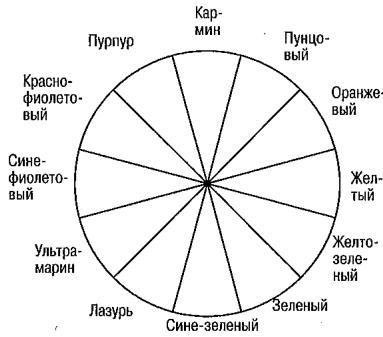 Кар-
мин
Пунцо-
вый
Оранже-
вый
Жел-
тый
Желто-
зеле-
ный
Зеленый
Сине-зеленый
Лазурь
Ультра-
марин
Сине-
фиолето-
вый
Красно-
фиолето-
вый
Пурпур